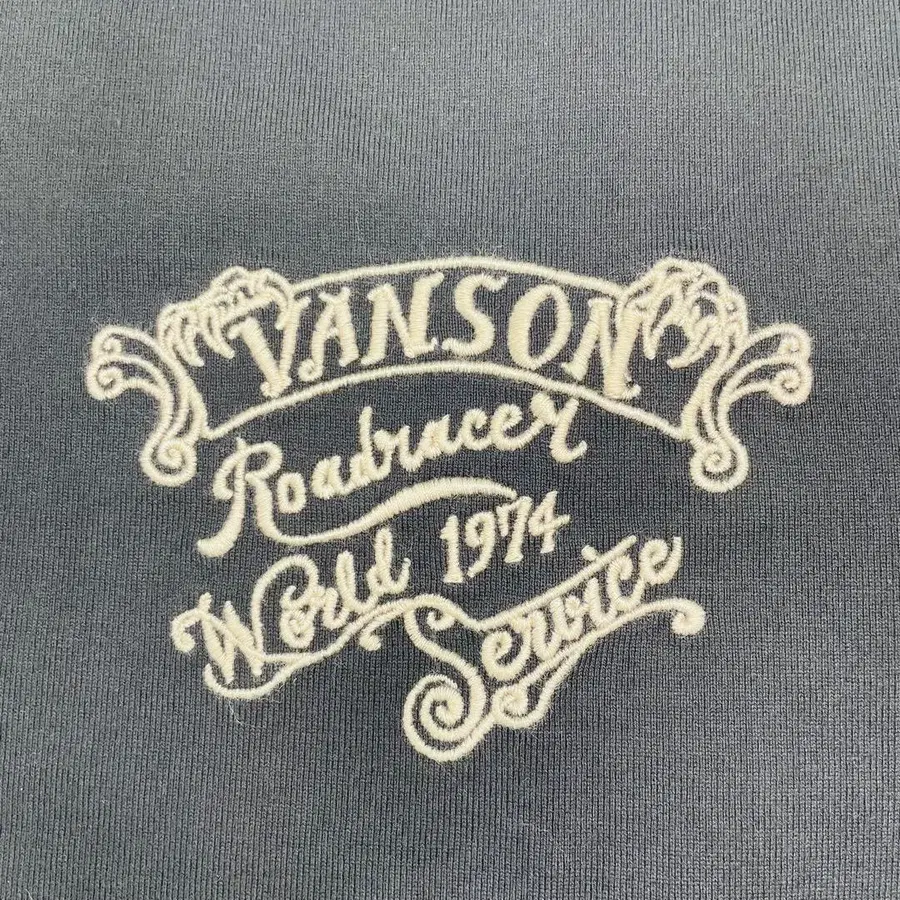 VANSON
Roadracer
World 1974
Service